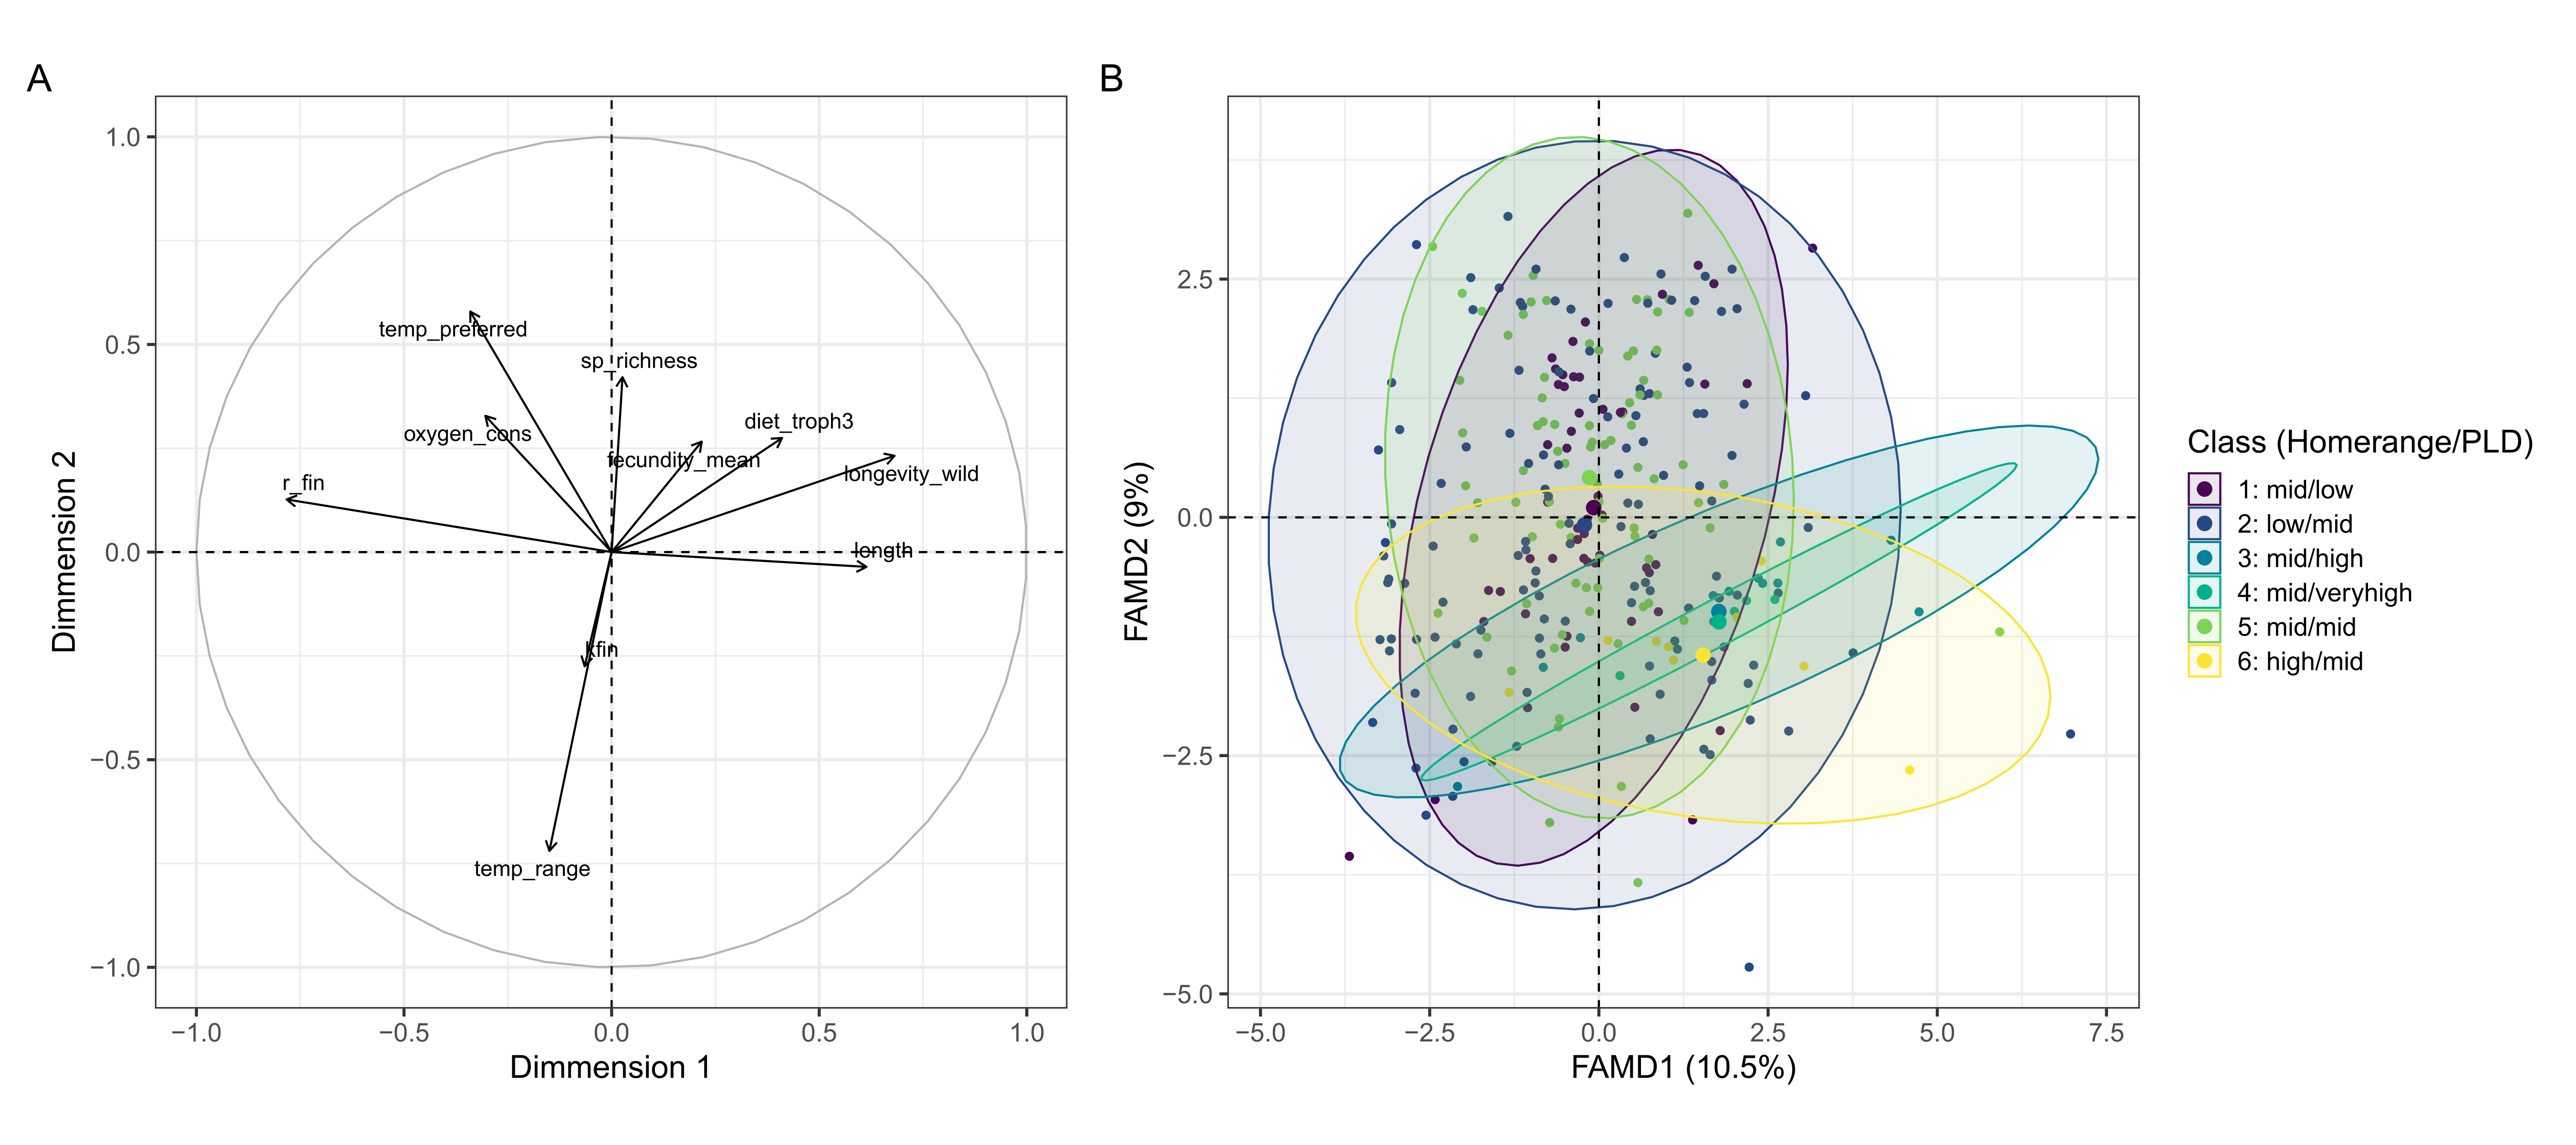 A
B
1.0
0.5
0.0
−0.5
−1.0
Dimmension 2
temp_preferred
sp_richness
oxygen_cons
diet_troph3
fecundity_mean
longevity_wild
r_fin
length
kfin
temp_range
−1.0
−0.5
0.0
0.5
1.0
Dimmension 1
2.5
0.0
−2.5
−5.0
FAMD2 (9%)
−5.0
−2.5
0.0
2.5
5.0
7.5
FAMD1 (10.5%)
Class (Homerange/PLD)
1: mid/low
2: low/mid
3: mid/high
4: mid/veryhigh
5: mid/mid
6: high/mid